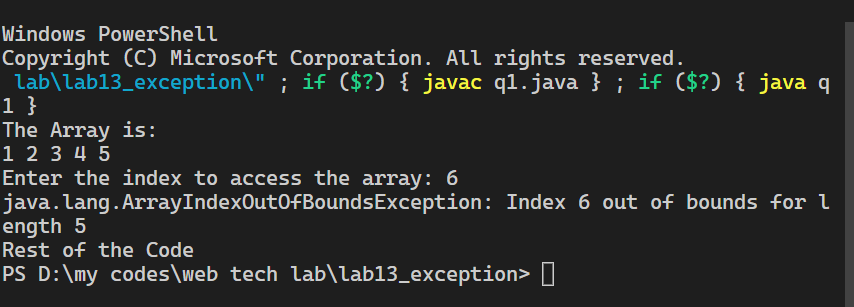 Windows PowerShell
Copyright (C) Microsoft Corporation. All rights reserved.
lab\lab13_exception\" ; if ($?) { javac q1.java } ; if ($?) { java q
1 }
The Array is:
1 2 3 4 5
Enter the index to access the array: 6
java.lang.ArrayIndexOutOfBoundsException: Index 6 out of bounds for l
ength 5
Rest of the Code
PS D:\my codes\web tech lab\lab13_exception>